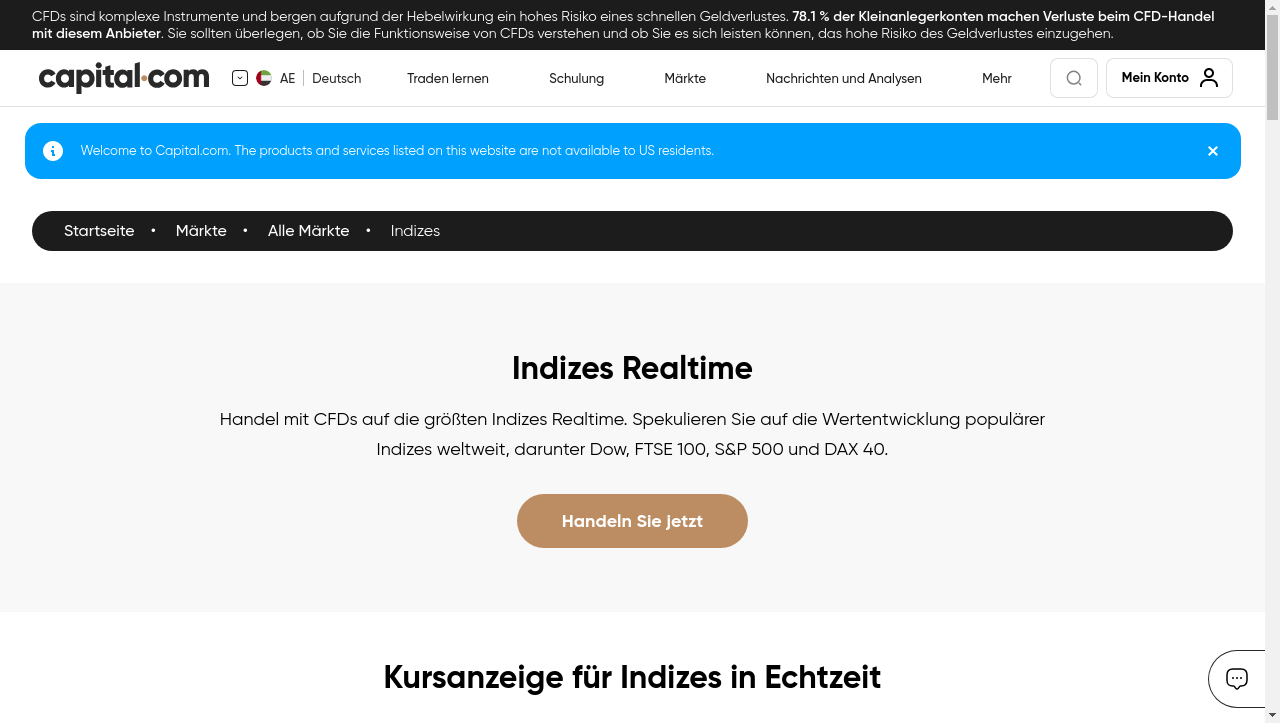 CFDs sind komplexe Instrumente und bergen aufgrund der Hebelwirkung ein hohes Risiko eines schnellen Geldverlustes. 78.1 % der Kleinanlegerkonten machen Verluste beim CFD-Handel
mit diesem Anbieter. Sie sollten überlegen, ob Sie die Funktionsweise von CFDs verstehen und ob Sie es sich leisten können, das hohe Risiko des Geldverlustes einzugehen.
capital.com AE Deutsch Traden lernen Schulung Märkte Nachrichten und Analysen Mehr Mein Konto
Welcome to Capital.com. The products and services listed on this website are not available to US residents.
Startseite • Märkte • Alle Märkte • Indizes
Indizes Realtime
Handel mit CFDs auf die größten Indizes Realtime. Spekulieren Sie auf die Wertentwicklung populärer
Indizes weltweit, darunter Dow, FTSE 100, S&P 500 und DAX 40.
Handeln Sie jetzt
Kursanzeige für Indizes in Echtzeit